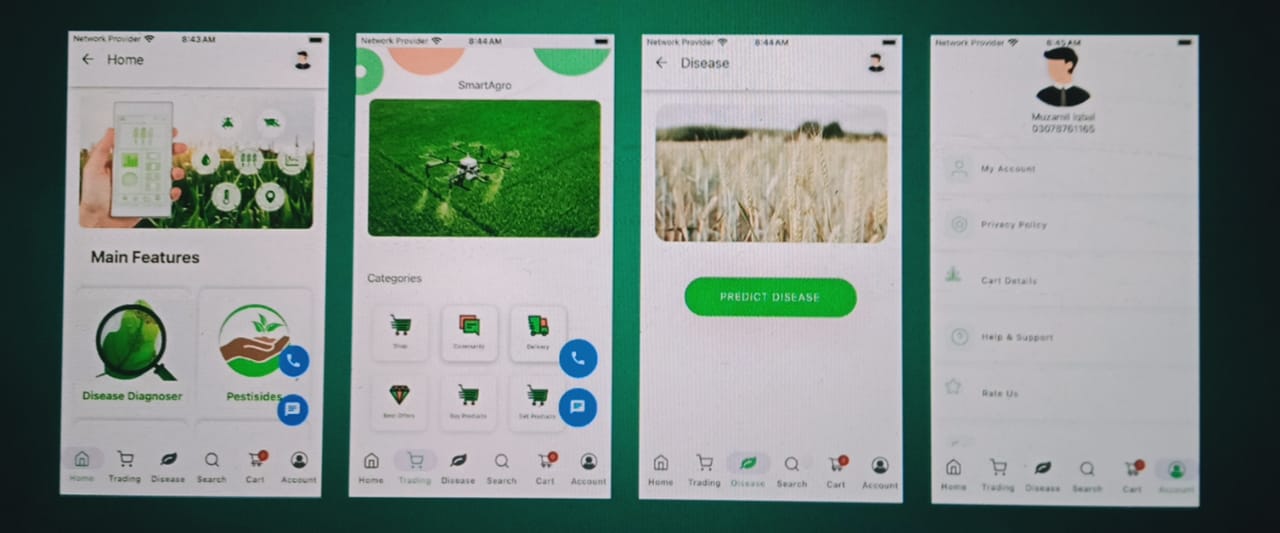 Network Provider 8:43 AM
Home
Main Features
Disease Diagnoser
Pestisides
Home Trading Disease Search Cart Account
Network Provider 8:44 AM
SmartAgro
Categories
Shop
Community
Delivery
Best Offers
Buy Products
Home Trading Disease Search Cart Account
Network Provider 8:44 AM
Disease
PREDICT DISEASE
Home Trading Disease Search Cart Account
Network Provider 8:45 AM
Muzamil Iqbal
03078761165
My Account
Privacy Policy
Cart Details
Help & Support
Rate Us
Home Trading Disease Search Cart Account